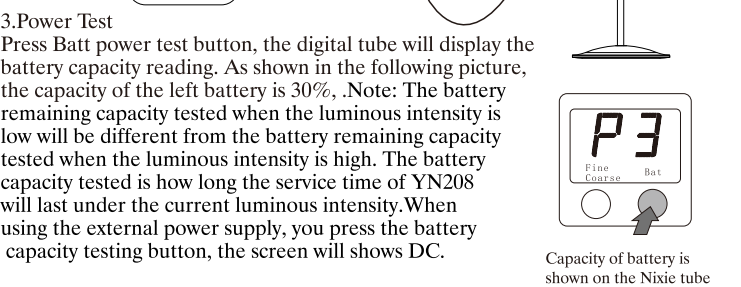 3.Power Test
Press Batt power test button, the digital tube will display the
battery capacity reading. As shown in the following picture,
the capacity of the left battery is 30%, .Note: The battery
remaining capacity tested when the luminous intensity is
low will be different from the battery remaining capacity
tested when the luminous intensity is high. The battery
capacity tested is how long the service time of YN208
will last under the current luminous intensity.When
using the external power supply, you press the battery
capacity testing button, the screen will shows DC.
P3
Fine
Coarse
Bat
Capacity of battery is
shown on the Nixie tube